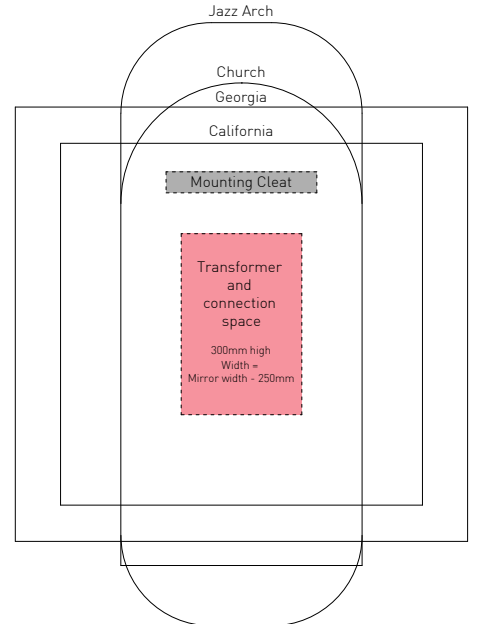 Jazz Arch
Church
Georgia
California
Mounting Cleat
Transformer
and
connection
space
300mm high
Width =
Mirror width - 250mm